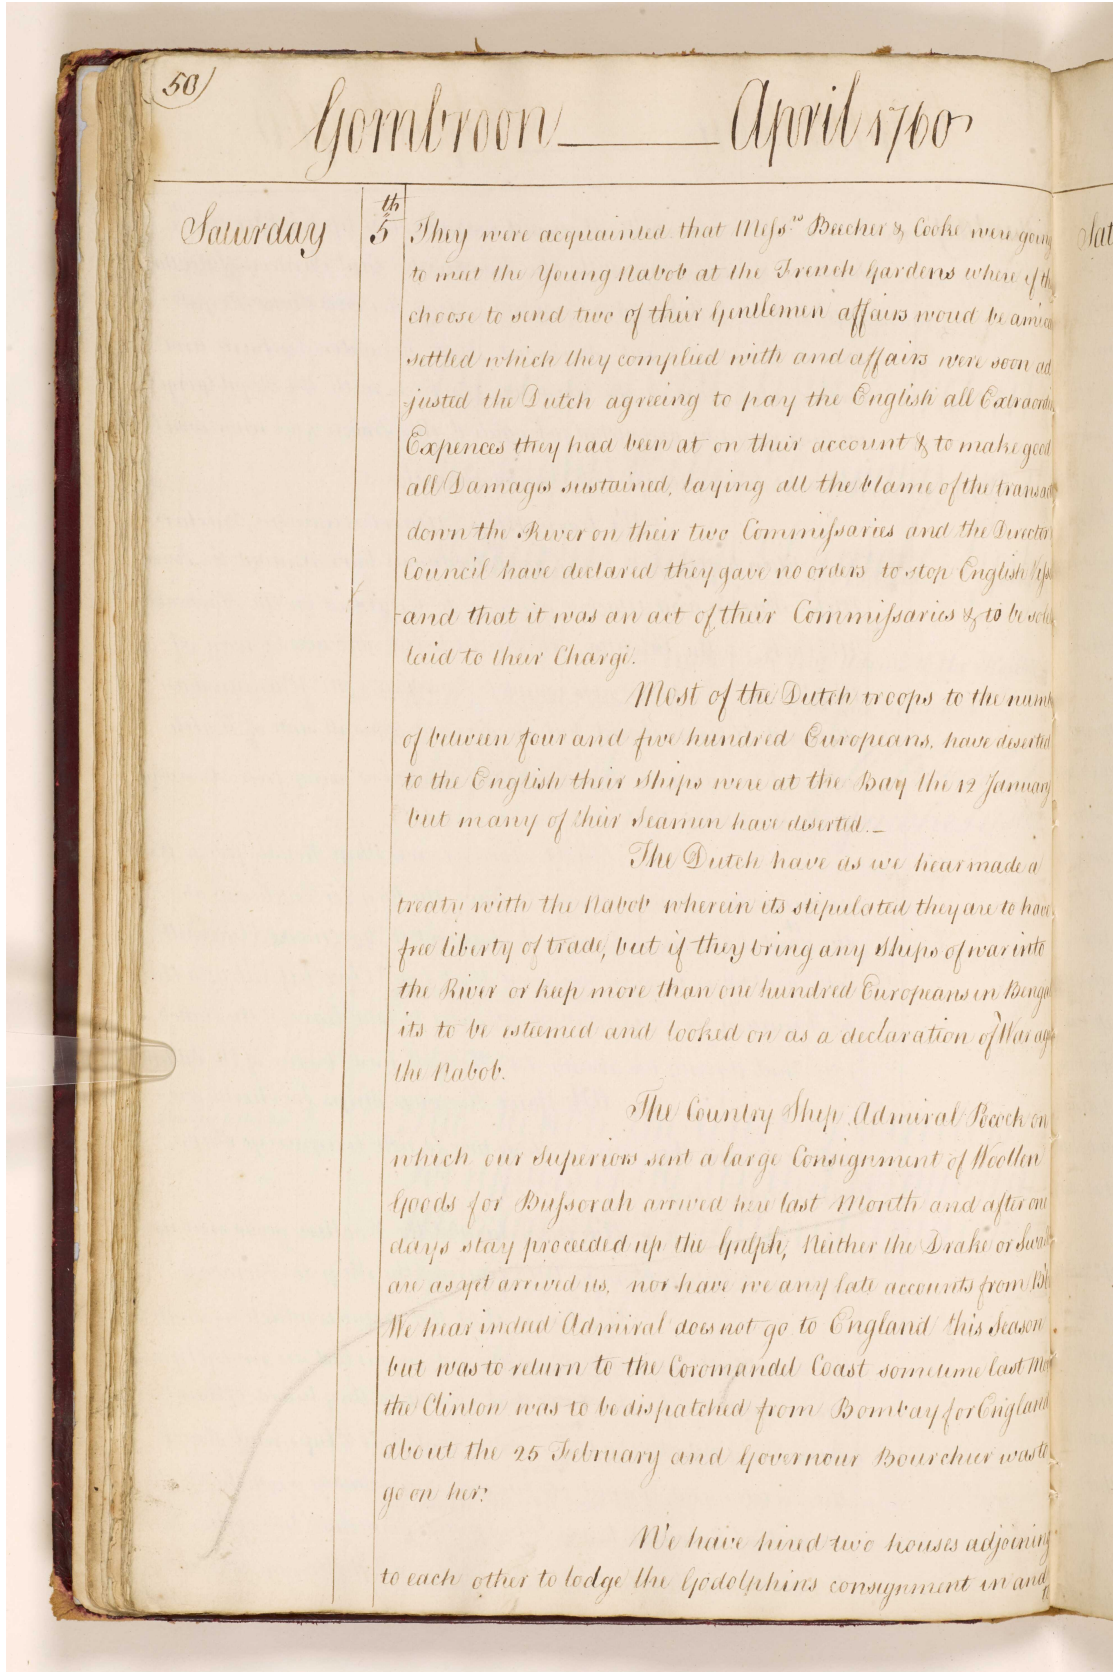 50
Gombroon April 1760
Saturday 5th They were acquainted that Messrs Beecher & Cooke were going
to meet the Young Nabob at the French Gardens where if
choose to send two of their Gentlemen affairs woud be
settled which they complied with and affairs were soon ad
justed the Dutch agreeing to pay the English all
Expences they had been at on their account & to make good
all Damages sustained, laying all the blame of the
down the River on their two Commissaries and the Director
Council have declared they gave no orders to stop English
and that it was an act of their Commissaries & to be
laid to their Charge.
Most of the Dutch troops to the
of between four and five hundred Europeans, have deserted
to the English their Ships were at the Bay the 12 January
but many of their Seamen have deserted._
The Dutch have as we hear made a
treaty with the Nabob wherein its stipulated they are to have
free liberty of trade, but if they bring any Ships of war into
the River or keep more than one hundred Europeans in
its to be esteemed and looked on as a declaration of War
the Nabob.
The Country Ship Admiral Pocock on
which our Superiors sent a large Consignment of Woollen
Goods for Bussorah arrived here last Month and after one
days stay proceeded up the Gulph, Neither the Drake or
are as yet arrived us, nor have we any late accounts from
We hear indeed Admiral does not go to England this Season
but was to return to the Coromandel Coast sometime last
the Clinton was to be dispatched from Bombay for England
about the 25 February and Governour Bourchier was to
go on her.
We have hired two houses adjoining
to each other to lodge the Godolphins consignment in and
Sat